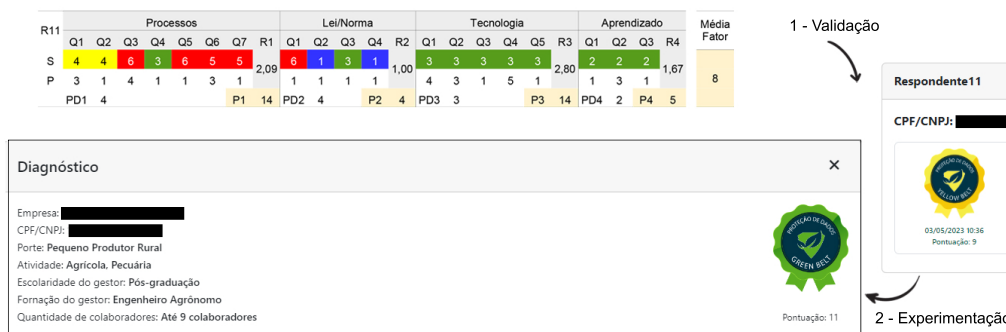 R11 Processos Lei/Norma Tecnologia Aprendizado Média Fator
Q1 Q2 Q3 Q4 Q5 Q6 Q7 R1 Q1 Q2 Q3 Q4 R2 Q1 Q2 Q3 Q4 Q5 R3 Q1 Q2 Q3 R4
S 4 4 6 3 6 5 5 2,09 6 1 3 1 1,00 3 3 3 3 3 2,80 2 2 2 1,67 8
P 3 1 4 1 1 3 1 1 1 1 1 4 3 1 5 1 1 3 1
PD1 4 P1 14 PD2 4 P2 4 PD3 3 P3 14 PD4 2 P4 5
1 - Validação
Respondente11
CPF/CNPJ:
PROTEÇÃO DE DADOS
YELLOW BELT
03/05/2023 10:36
Pontuação: 9
Diagnóstico ×
Empresa:
CPF/CNPJ:
Porte: Pequeno Produtor Rural
Atividade: Agrícola, Pecuária
Escolaridade do gestor: Pós-graduação
Formação do gestor: Engenheiro Agrônomo
Quantidade de colaboradores: Até 9 colaboradores
PROTEÇÃO DE DADOS
GREEN BELT
Pontuação: 11
2 - Experimentação